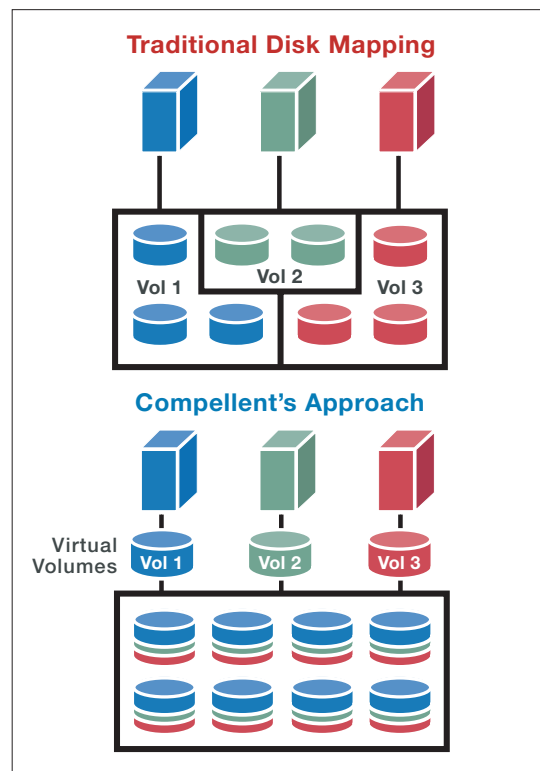 Traditional Disk Mapping
Vol 1
Vol 2
Vol 3
Compellent’s Approach
Virtual
Volumes
Vol 1
Vol 2
Vol 3